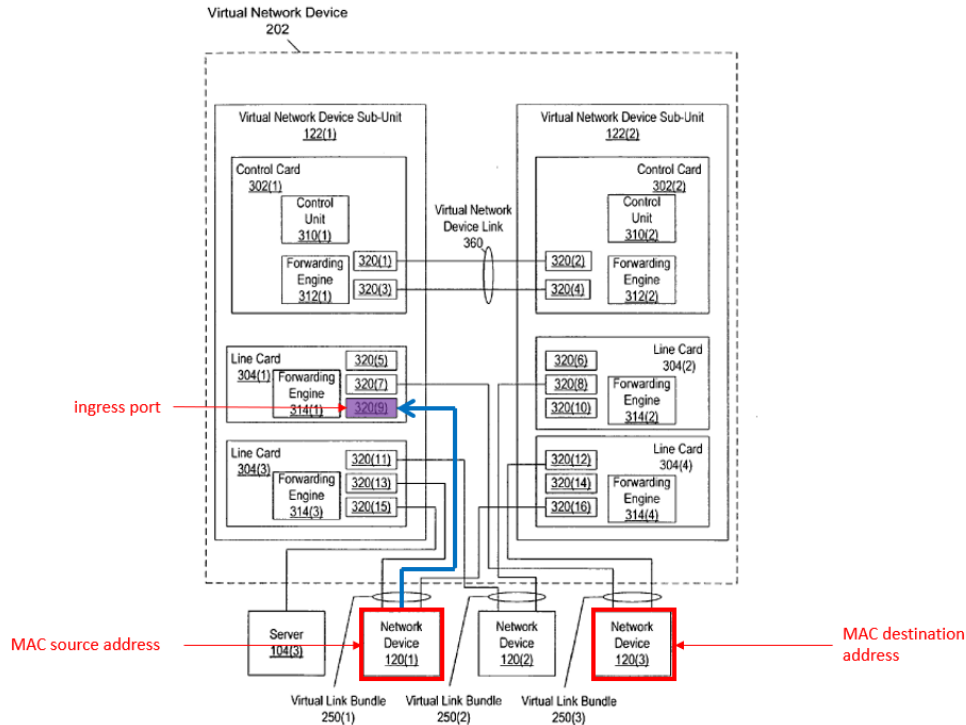 Virtual Network Device
202
Virtual Network Device Sub-Unit
122(1)
Control Card
302(1)
Control
Unit
310(1)
Forwarding
Engine
312(1)
320(1)
320(3)
Virtual Network
Device Link
360
Virtual Network Device Sub-Unit
122(2)
Control Card
302(2)
Control
Unit
310(2)
320(2)
320(4)
Forwarding
Engine
312(2)
Line Card
304(1)
Forwarding
Engine
314(1)
320(5)
320(7)
320(9)
ingress port
Line Card
304(2)
320(6)
320(8)
320(10)
Forwarding
Engine
314(2)
Line Card
304(3)
Forwarding
Engine
314(3)
320(11)
320(13)
320(15)
Line Card
304(4)
320(12)
320(14)
320(16)
Forwarding
Engine
314(4)
MAC source address
Server
104(3)
Network
Device
120(1)
Network
Device
120(2)
Network
Device
120(3)
MAC destination
address
Virtual Link Bundle
250(1)
Virtual Link Bundle
250(2)
Virtual Link Bundle
250(3)